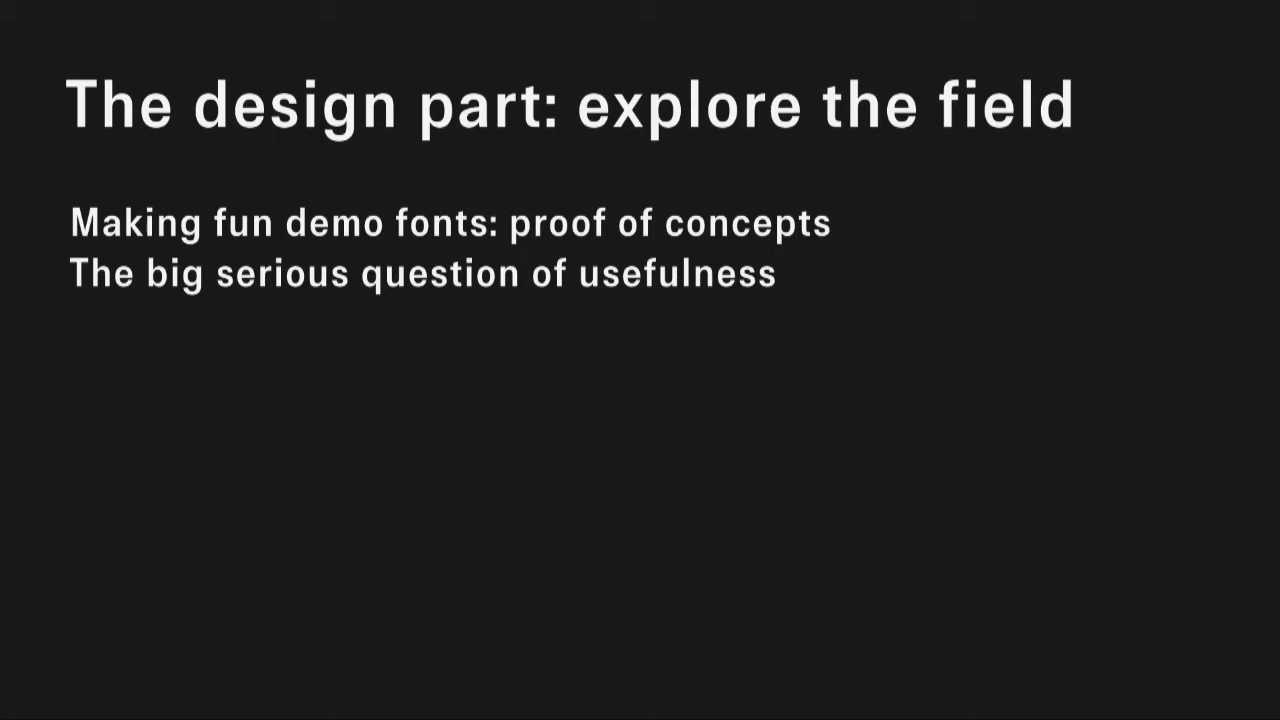 The design part: explore the field
Making fun demo fonts: proof of concepts
The big serious question of usefulness